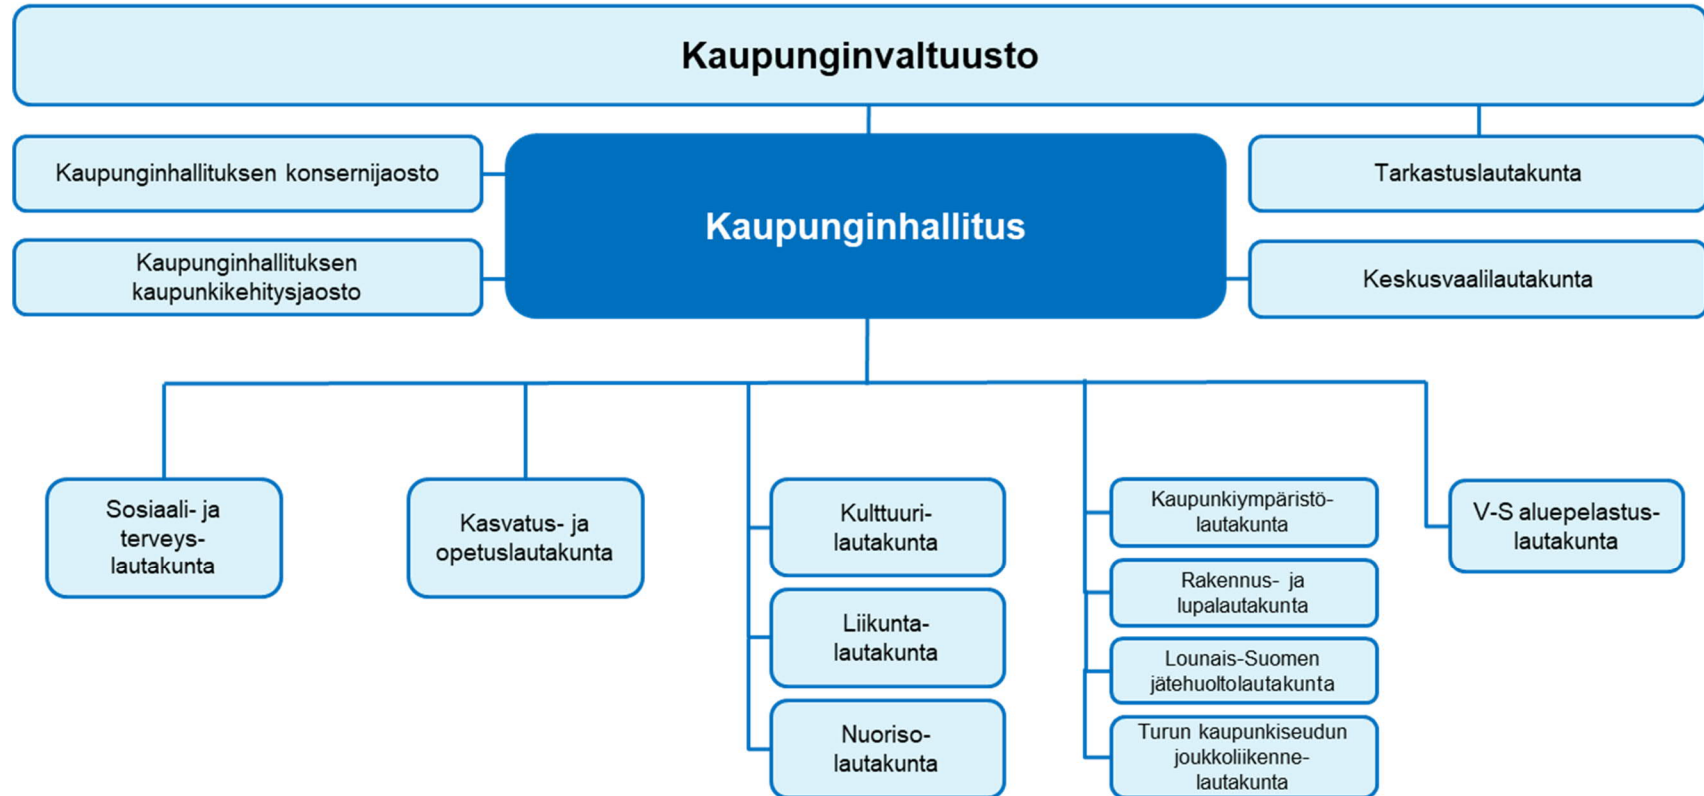 Kaupunginvaltuusto
Kaupunginhallituksen konsernijaosto
Kaupunginhallituksen
kaupunkikehitysjaosto
Kaupunginhallitus
Tarkastuslautakunta
Keskusvaalilautakunta
Sosiaali- ja
terveys-
lautakunta
Kasvatus- ja
opetuslautakunta
Kulttuuri-
lautakunta
Liikunta-
lautakunta
Nuoriso-
lautakunta
Kaupunkiympäristö-
lautakunta
Rakennus- ja
lupalautakunta
Lounais-Suomen
jätehuoltolautakunta
Turun kaupunkiseudun
joukkoliikenne-
lautakunta
V-S aluepelastus-
lautakunta